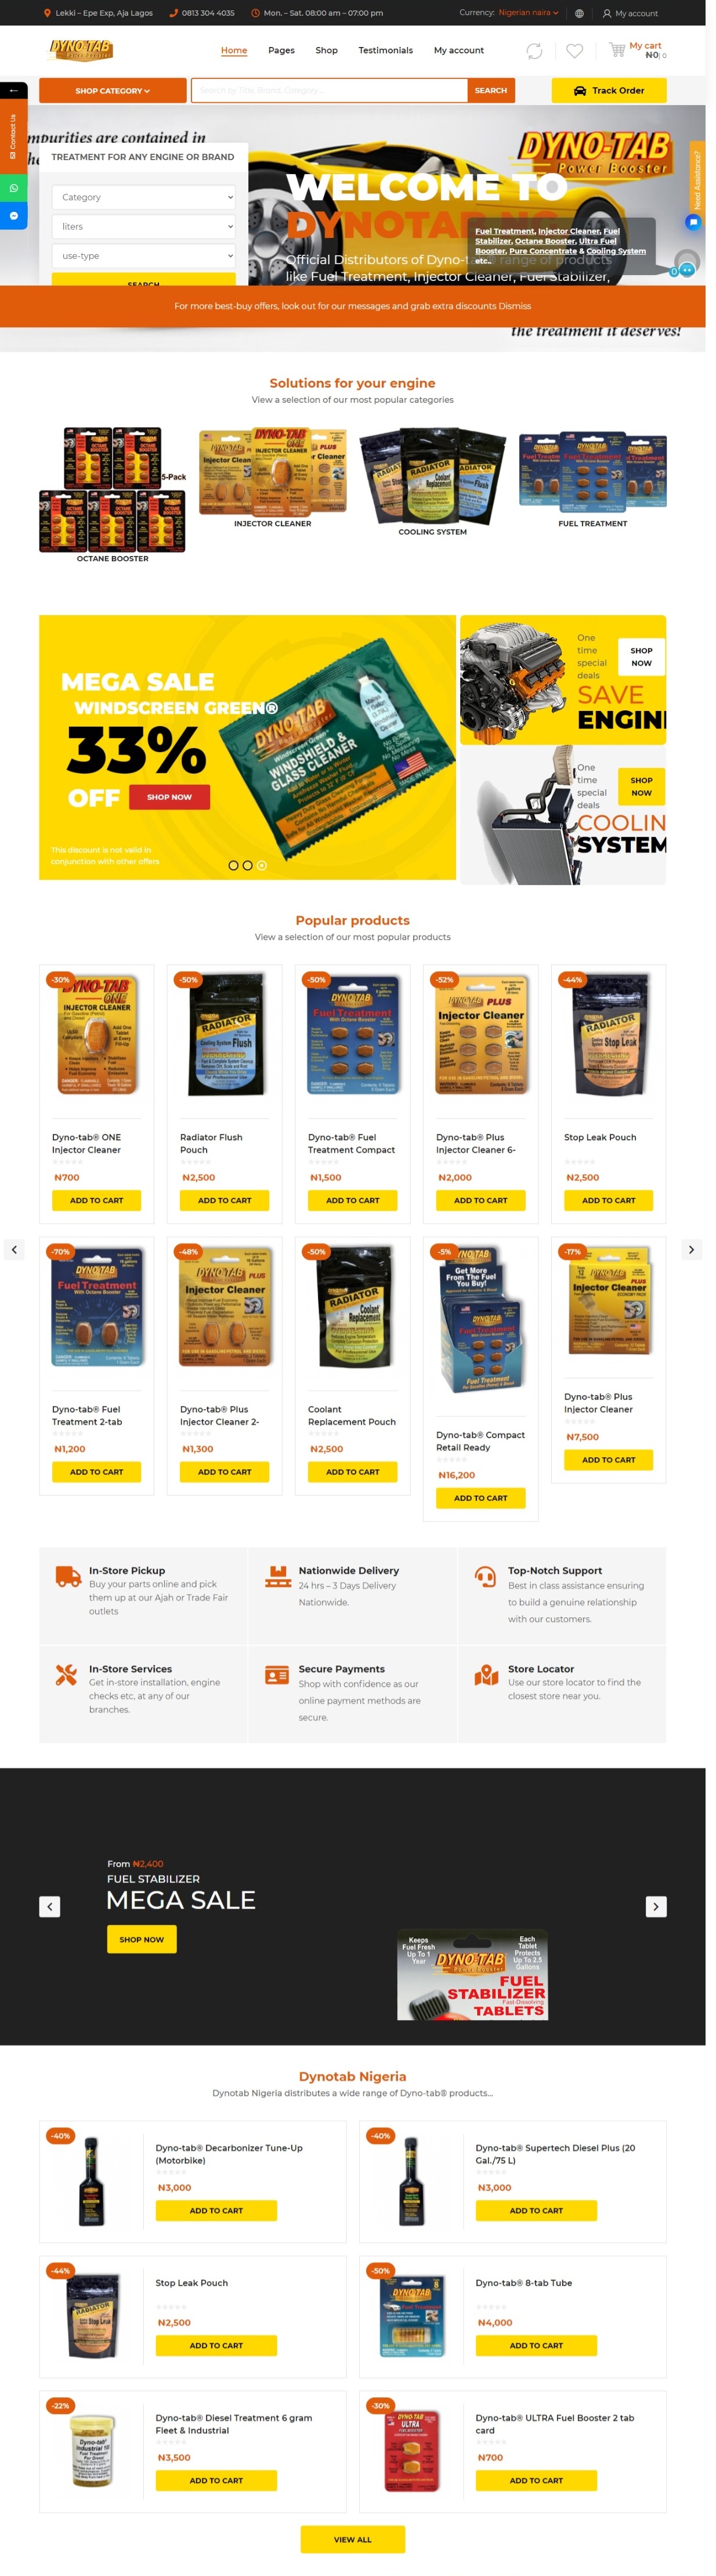 Lekki – Epe Exp, Aja Lagos
0813 304 4035
Mon. – Sat. 08:00 am – 07:00 pm
Currency: Nigerian naira
My account
DYNO-TAB
Home
Pages
Shop
Testimonials
My account
My cart
₦0| 0
SHOP CATEGORY
Search by Title, Brand, Category...
SEARCH
Track Order
Contact Us
Need Assistance?
mpurities are contained in
TREATMENT FOR ANY ENGINE OR BRAND
Category
liters
use-type
SEARCH
DYNO-TAB
Power Booster
WELCOME TO
DYNOTAB
Official Distributors of Dyno-t range of products
like Fuel Treatment, Injector Cleaner, Fuel Stabilizer,
Fuel Treatment, Injector Cleaner, Fuel
Stabilizer, Octane Booster, Ultra Fuel
Booster, Pure Concentrate & Cooling System
etc..
For more best-buy offers, look out for our messages and grab extra discounts Dismiss
the treatment it deserves!
Solutions for your engine
View a selection of our most popular categories
5-Pack
OCTANE BOOSTER
INJECTOR CLEANER
COOLING SYSTEM
FUEL TREATMENT
MEGA SALE
WINDSCREEN GREEN®
33%
OFF
SHOP NOW
This discount is not valid in
conjunction with other offers
DYNO-TAB
Windscreen Green
WINDSHIELD &
GLASS CLEANER
One
time
special
deals
SHOP
NOW
SAVE
ENGIN
One
time
special
deals
SHOP
NOW
COOLIN
SYSTEM
Popular products
View a selection of our most popular products
-30%
Dyno-tab® ONE
Injector Cleaner
₦700
ADD TO CART
-50%
Radiator Flush
Pouch
₦2,500
ADD TO CART
-50%
Dyno-tab® Fuel
Treatment Compact
₦1,500
ADD TO CART
-52%
Dyno-tab® Plus
Injector Cleaner 6-
₦2,000
ADD TO CART
-44%
Stop Leak Pouch
₦2,500
ADD TO CART
-70%
Dyno-tab® Fuel
Treatment 2-tab
₦1,200
ADD TO CART
-48%
Dyno-tab® Plus
Injector Cleaner 2-
₦1,300
ADD TO CART
-50%
Coolant
Replacement Pouch
₦2,500
ADD TO CART
-5%
Get More
From The Fuel
You Buy!
Dyno-tab® Compact
Retail Ready
₦16,200
ADD TO CART
-17%
Dyno-tab® Plus
Injector Cleaner
₦7,500
ADD TO CART
In-Store Pickup
Buy your parts online and pick
them up at our Ajah or Trade Fair
outlets
Nationwide Delivery
24 hrs – 3 Days Delivery
Nationwide.
Top-Notch Support
Best in class assistance ensuring
to build a genuine relationship
with our customers.
In-Store Services
Get in-store installation, engine
checks etc, at any of our
branches.
Secure Payments
Shop with confidence as our
online payment methods are
secure.
Store Locator
Use our store locator to find the
closest store near you.
From ₦2,400
FUEL STABILIZER
MEGA SALE
SHOP NOW
Keeps
Fuel Fresh
Up To 1
Year
Each
Tablet
Protects
Up To 2.5
Gallons
DYNO-TAB
FUEL
STABILIZER
Fast-Dissolving
TABLETS
Dynotab Nigeria
Dynotab Nigeria distributes a wide range of Dyno-tab® products...
-40%
Dyno-tab® Decarbonizer Tune-Up
(Motorbike)
₦3,000
ADD TO CART
-40%
Dyno-tab® Supertech Diesel Plus (20
Gal./75 L)
₦3,000
ADD TO CART
-44%
Stop Leak Pouch
₦2,500
ADD TO CART
-50%
Dyno-tab® 8-tab Tube
₦4,000
ADD TO CART
-22%
Dyno-tab® Diesel Treatment 6 gram
Fleet & Industrial
₦3,500
ADD TO CART
-30%
Dyno-tab® ULTRA Fuel Booster 2 tab
card
₦700
ADD TO CART
VIEW ALL